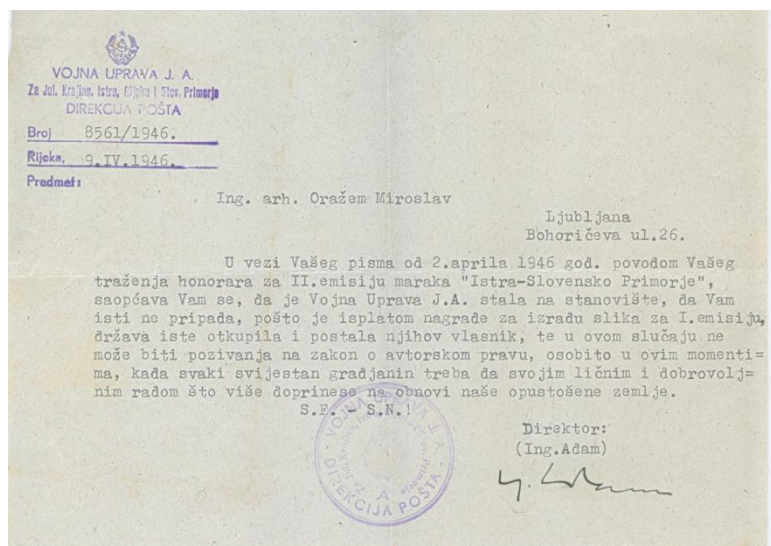 VOJNA UPRAVA J. A.
Za Jul. Krajinu, Istru, Rijeku i Slov. Primorje
DIREKCIJA POŠTA
Broj 8561/1946.
Rijeka, 9.IV.1946.
Predmet:
Ing. arh. Oražem Miroslav
Ljubljana
Bohoričeva ul.26.
U vezi Vašeg pisma od 2.aprila 1946 god. povodom Vašeg
traženja honorara za II.emisiju maraka "Istra-Slovensko Primorje",
saopćava Vam se, da je Vojna Uprava J.A. stala na stanovište, da Vam
isti ne pripada, pošto je isplatom nagrade za izradu slika za I.emisiju,
država iste otkupila i postala njihov vlasnik, te u ovom slučaju ne
može biti pozivanja na zakon o avtorskom pravu, osobito u ovim momenti=
ma, kada svaki svijestan građjanin treba da svojim ličnim i dobrovolj=
nim radom što više doprinese na obnovi naše opustošene zemlje.
S.F. - S.N.!
Direktor:
(Ing.Adam)
VOJNA UPRAVA J. A.
DIREKCIJA POŠTA